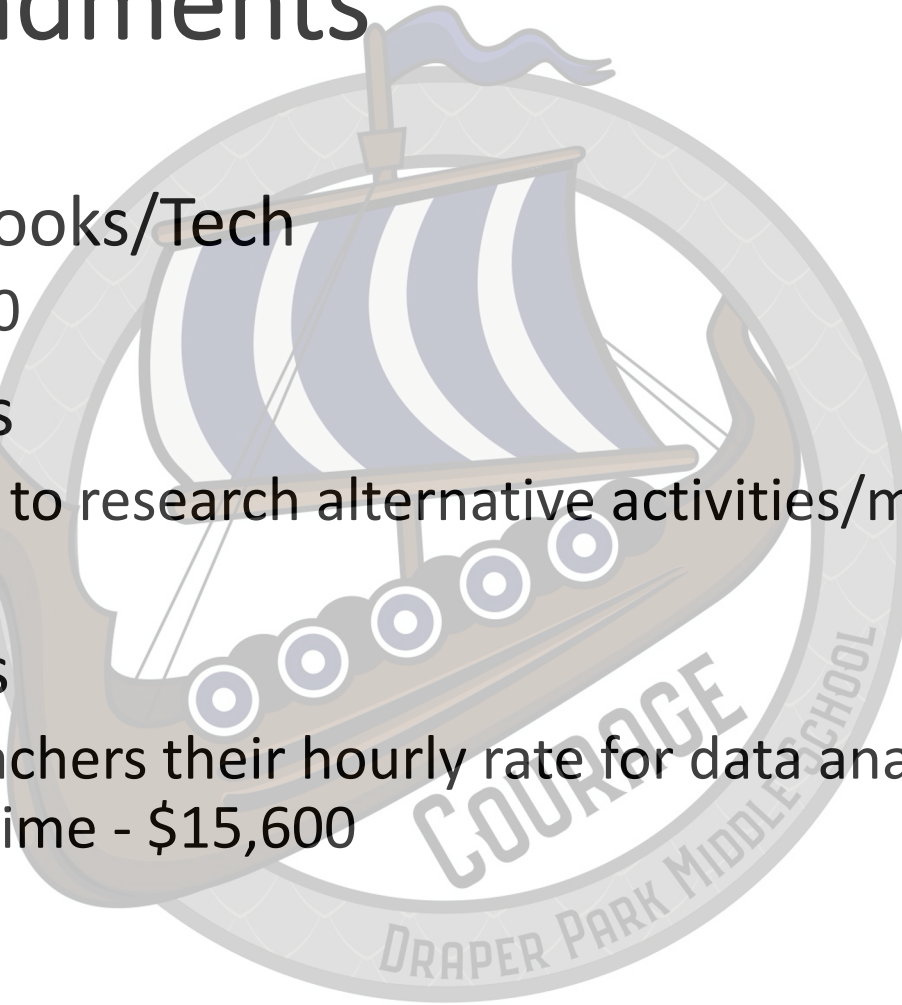 ndments
ooks/Tech
0
s
to research alternative activities/m
s
achers their hourly rate for data ana
ime - $15,600
COURAGE
DRAPER PARK MIDDLE SCHOOL